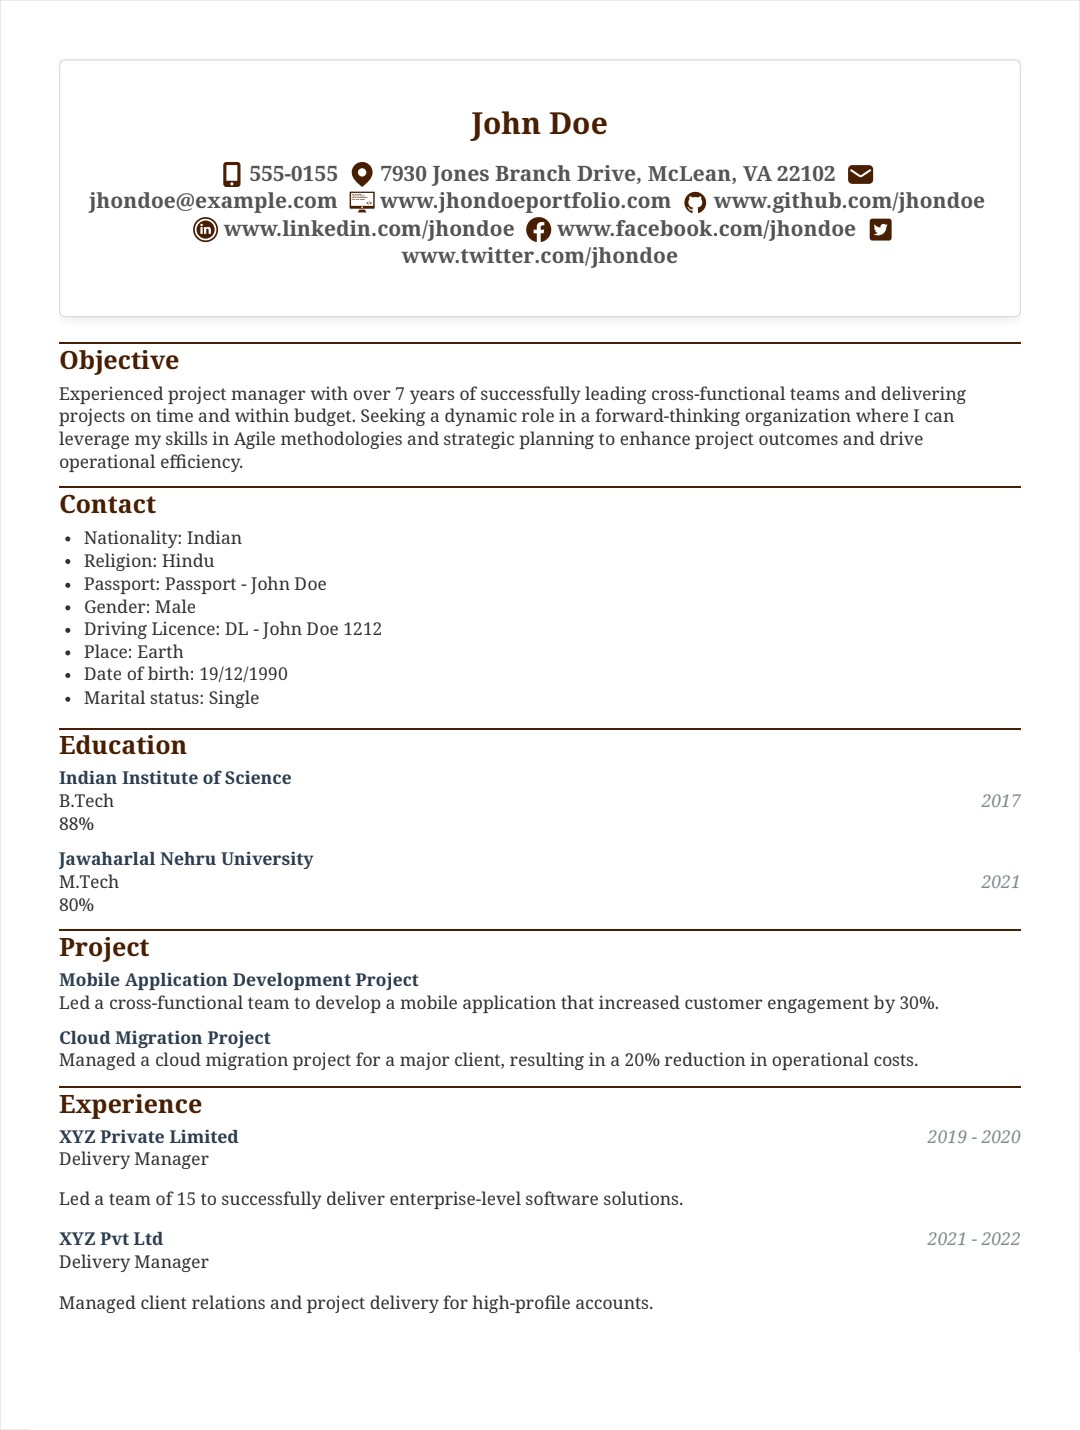 John Doe
555-0155 7930 Jones Branch Drive, McLean, VA 22102
jhondoe@example.com www.jhondoeportfolio.com www.github.com/jhondoe
www.linkedin.com/jhondoe www.facebook.com/jhondoe
www.twitter.com/jhondoe
Objective
Experienced project manager with over 7 years of successfully leading cross-functional teams and delivering
projects on time and within budget. Seeking a dynamic role in a forward-thinking organization where I can
leverage my skills in Agile methodologies and strategic planning to enhance project outcomes and drive
operational efficiency.
Contact
• Nationality: Indian
• Religion: Hindu
• Passport: Passport - John Doe
• Gender: Male
• Driving Licence: DL - John Doe 1212
• Place: Earth
• Date of birth: 19/12/1990
• Marital status: Single
Education
Indian Institute of Science
B.Tech 2017
88%
Jawaharlal Nehru University
M.Tech 2021
80%
Project
Mobile Application Development Project
Led a cross-functional team to develop a mobile application that increased customer engagement by 30%.
Cloud Migration Project
Managed a cloud migration project for a major client, resulting in a 20% reduction in operational costs.
Experience
XYZ Private Limited 2019 - 2020
Delivery Manager
Led a team of 15 to successfully deliver enterprise-level software solutions.
XYZ Pvt Ltd 2021 - 2022
Delivery Manager
Managed client relations and project delivery for high-profile accounts.